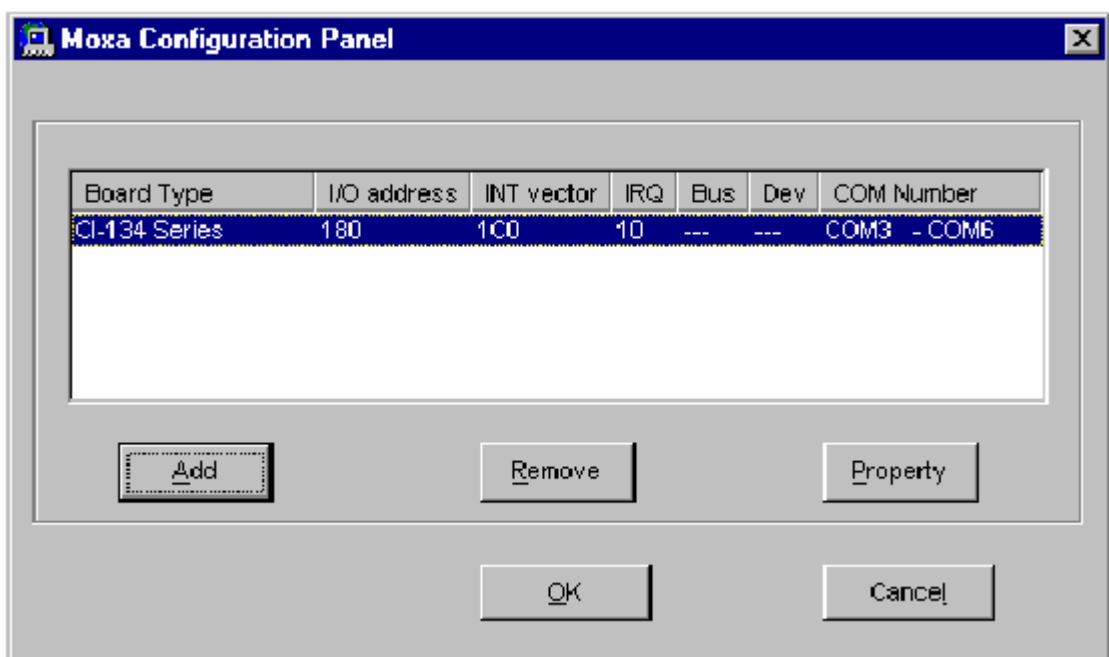 Moxa Configuration Panel
Board Type I/O address INT vector IRQ Bus Dev COM Number
CI-134 Series 180 1C0 10 --- --- COM3 - COM6
Add Remove Property
OK Cancel